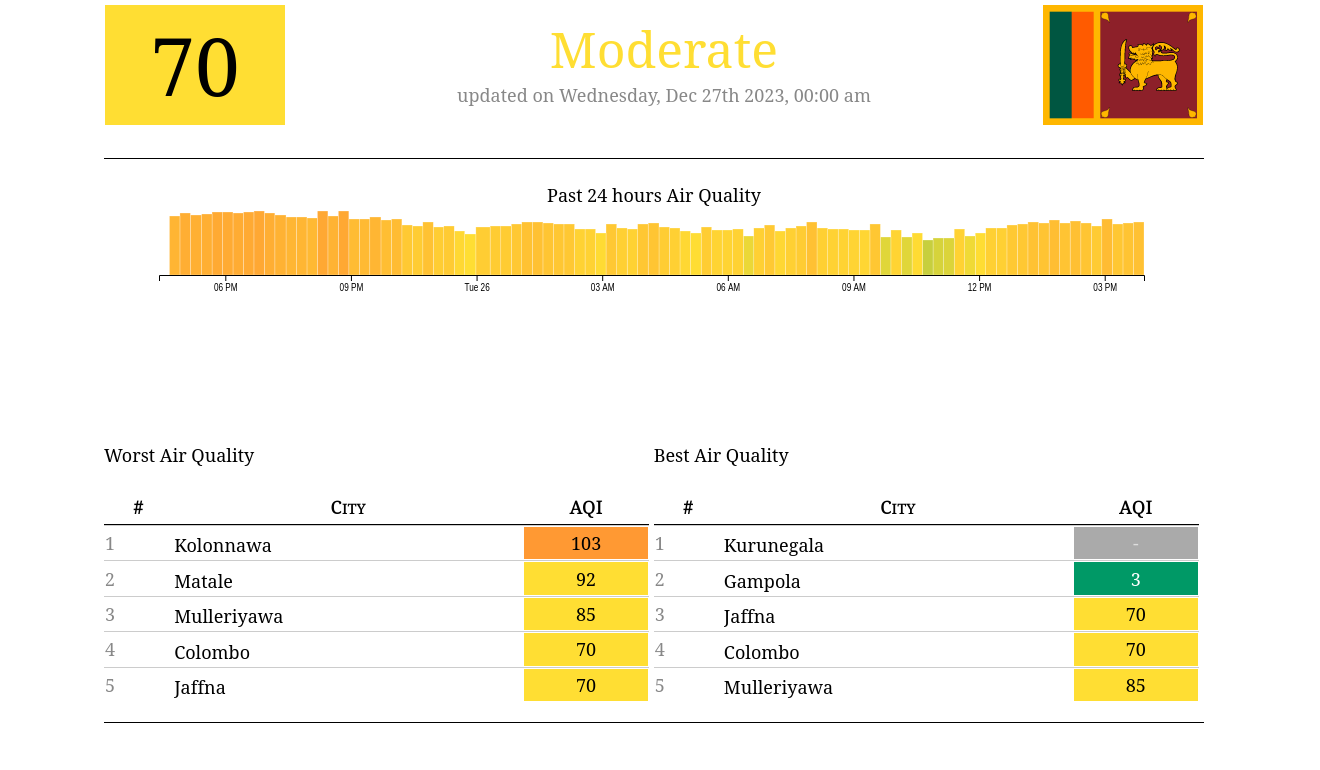 70
Moderate
updated on Wednesday, Dec 27th 2023, 00:00 am
Past 24 hours Air Quality
06 PM 09 PM Tue 26 03 AM 06 AM 09 AM 12 PM 03 PM
Worst Air Quality
# City AQI
1 Kolonnawa 103
2 Matale 92
3 Mulleriyawa 85
4 Colombo 70
5 Jaffna 70
Best Air Quality
# City AQI
1 Kurunegala -
2 Gampola 3
3 Jaffna 70
4 Colombo 70
5 Mulleriyawa 85